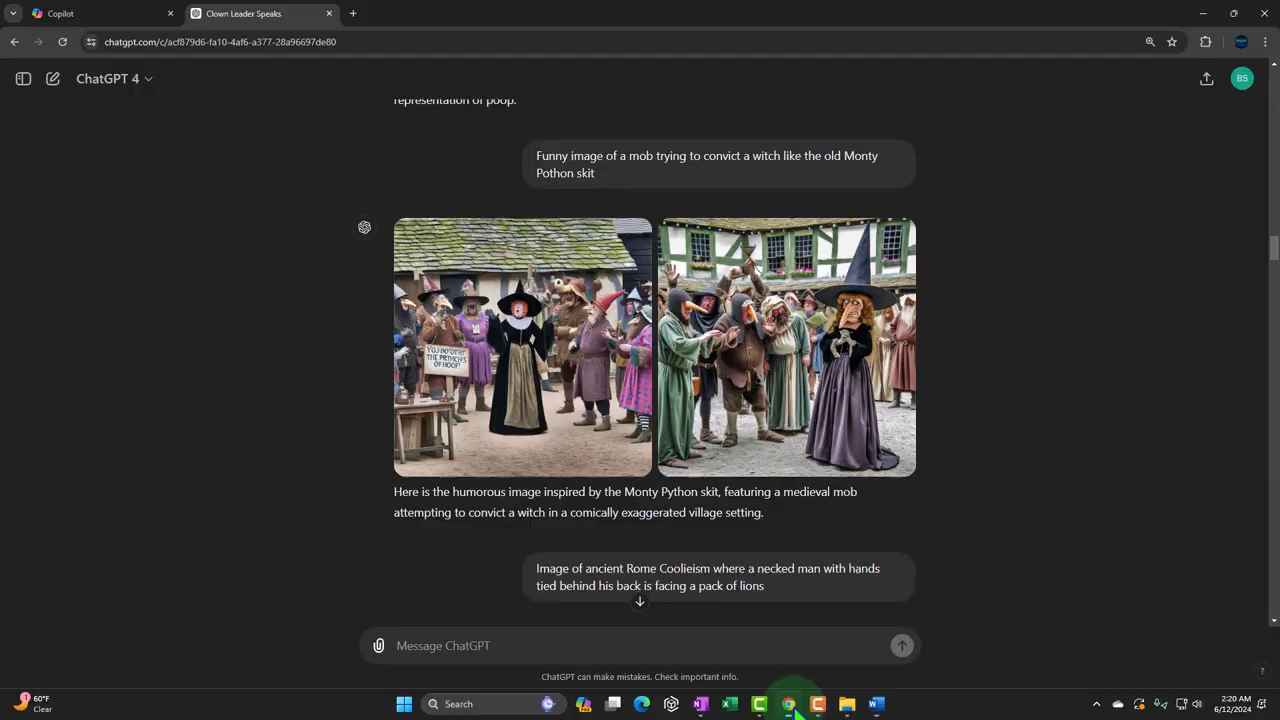 Copilot
Clown Leader Speaks
chatgpt.com/c/acf879d6-fa10-4af6-a377-28a96697de80
ChatGPT 4
BS
representation of poop.
Funny image of a mob trying to convict a witch like the old Monty
Pothon skit
Here is the humorous image inspired by the Monty Python skit, featuring a medieval mob
attempting to convict a witch in a comically exaggerated village setting.
Image of ancient Rome Coolieism where a necked man with hands
tied behind his back is facing a pack of lions
Message ChatGPT
ChatGPT can make mistakes. Check important info.
?
1
60°F
Clear
Search
2:20 AM
6/12/2024